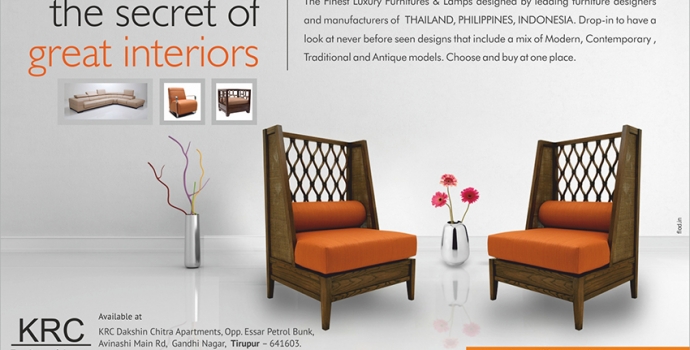 the secret of
great interiors
The Finest Luxury Furnitures & Lamps designed by leading furniture designers
and manufacturers of THAILAND, PHILIPPINES, INDONESIA. Drop-in to have a
look at never before seen designs that include a mix of Modern, Contemporary ,
Traditional and Antique models. Choose and buy at one place.
flod.in
KRC
Available at
KRC Dakshin Chitra Apartments, Opp. Essar Petrol Bunk,
Avinashi Main Rd, Gandhi Nagar, Tirupur – 641603.